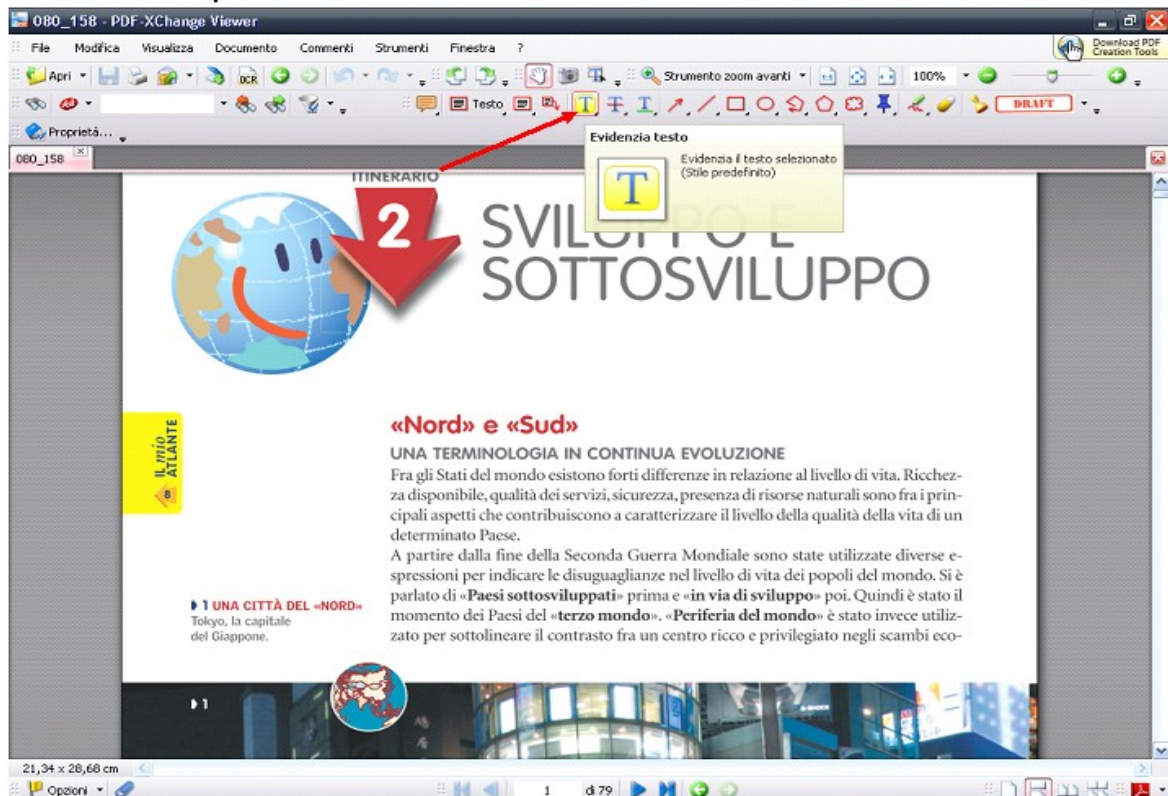 080_158 - PDF-XChange Viewer
File Modifica Visualizza Documento Commenti Strumenti Finestra ?
Download PDF
Creation Tools
Apri OCR Strumento zoom avanti 100%
Testo T T T DRAFT
Proprietà...
Evidenzia testo
Evidenzia il testo selezionato
(Stile predefinito)
T
080_158
ITINERARIO
2
SVILUPPO E
SOTTOSVILUPPO
IL mio
ATLANTE
8
«Nord» e «Sud»
UNA TERMINOLOGIA IN CONTINUA EVOLUZIONE
Fra gli Stati del mondo esistono forti differenze in relazione al livello di vita. Ricchez-
za disponibile, qualità dei servizi, sicurezza, presenza di risorse naturali sono fra i prin-
cipali aspetti che contribuiscono a caratterizzare il livello della qualità della vita di un
determinato Paese.
A partire dalla fine della Seconda Guerra Mondiale sono state utilizzate diverse e-
spressioni per indicare le disuguaglianze nel livello di vita dei popoli del mondo. Si è
parlato di «Paesi sottosviluppati» prima e «in via di sviluppo» poi. Quindi è stato il
momento dei Paesi del «terzo mondo». «Periferia del mondo» è stato invece utiliz-
zato per sottolineare il contrasto fra un centro ricco e privilegiato negli scambi eco-
1 UNA CITTÀ DEL «NORD»
Tokyo, la capitale
del Giappone.
1
21,34 x 28,68 cm
Opzioni 1 di 79